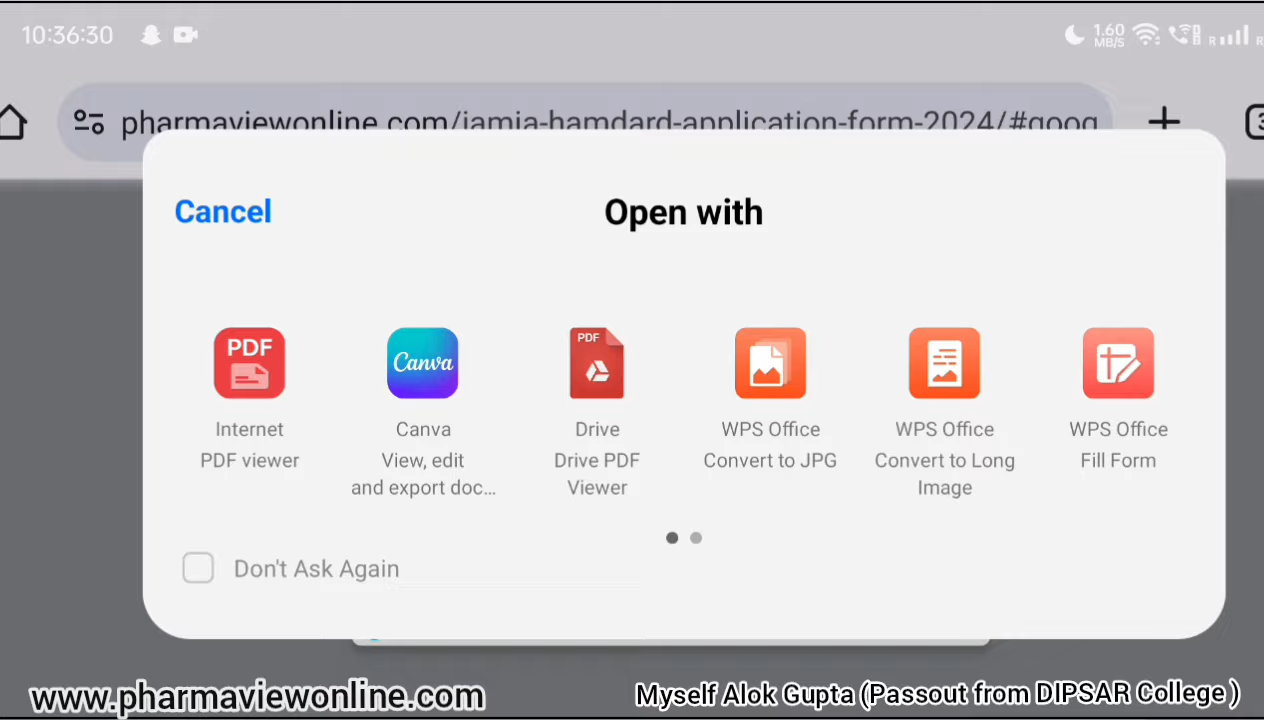 10:36:30
1.60
MB/S
R
R
pharmaviewonline.com/jamia-hamdard-application-form-2024/#goog
3
Cancel
Open with
PDF
Canva
PDF
Internet
PDF viewer
Canva
View, edit
and export doc...
Drive
Drive PDF
Viewer
WPS Office
Convert to JPG
WPS Office
Convert to Long
Image
WPS Office
Fill Form
Don't Ask Again
www.pharmaviewonline.com
Myself Alok Gupta (Passout from DIPSAR College )